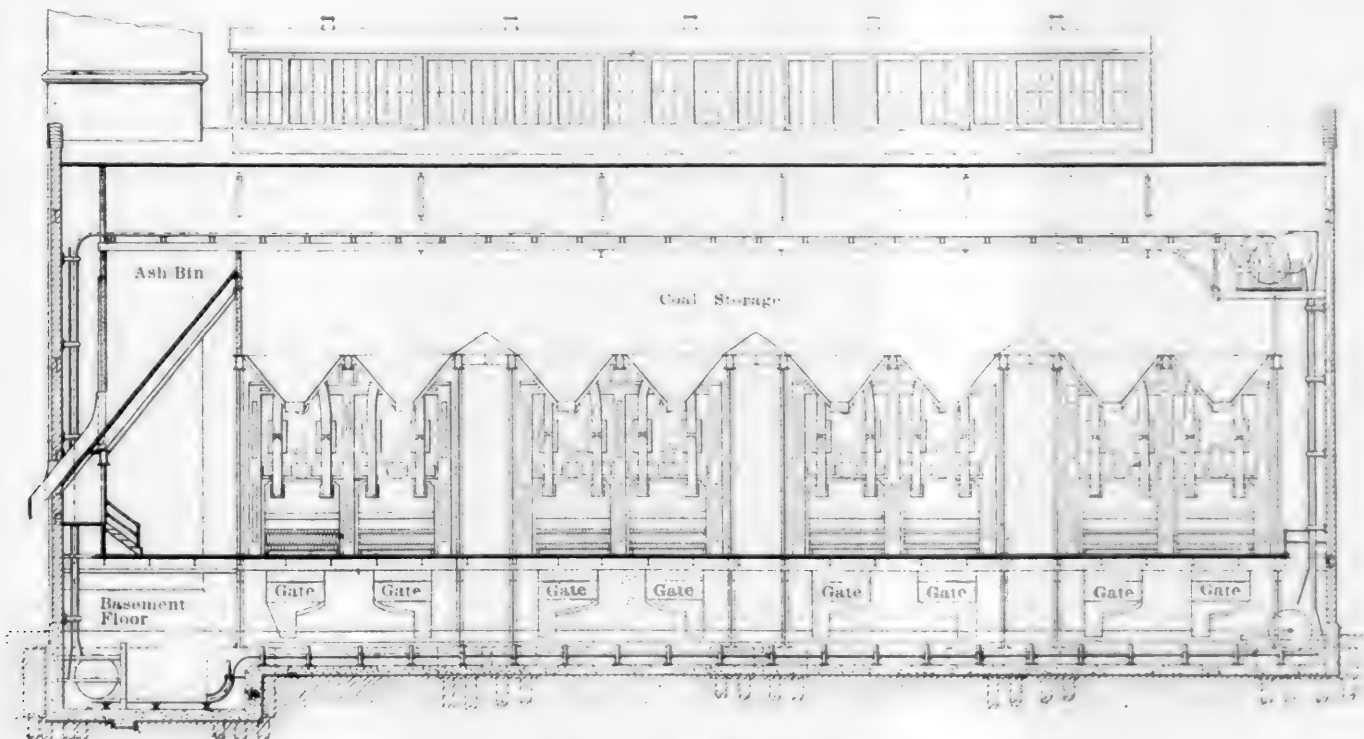 Ash Bin
Coal Storage
Gate Gate Gate Gate Gate Gate Gate Gate
Basement
Floor